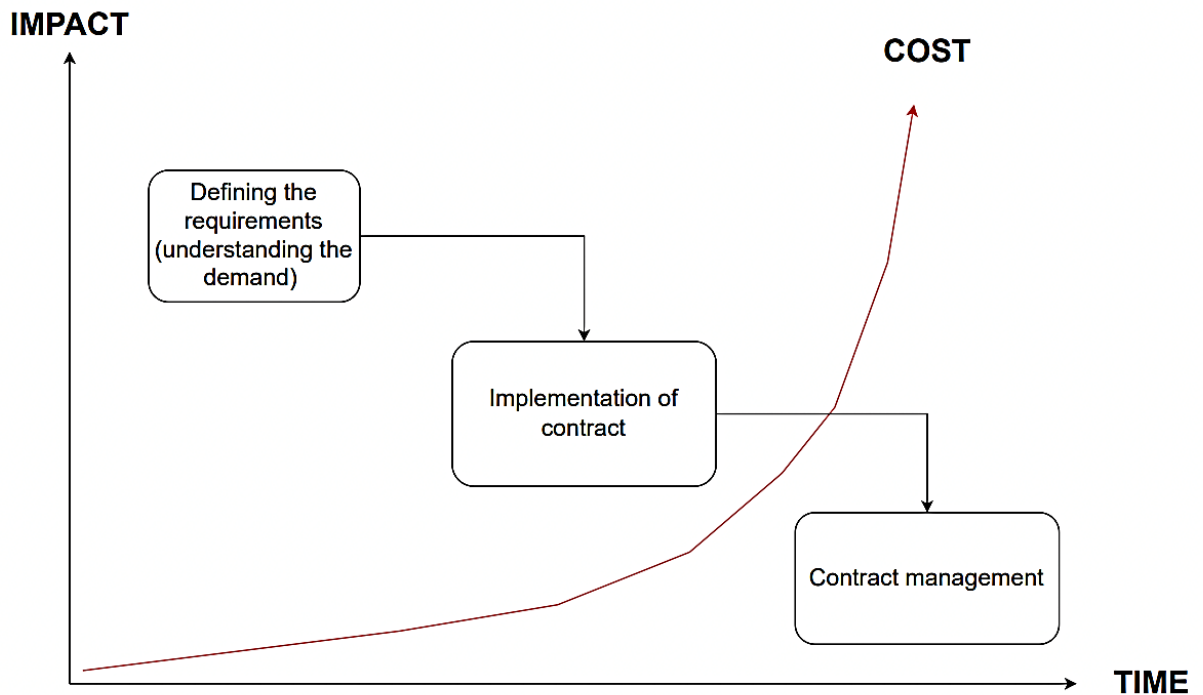 IMPACT
COST
Defining the
requirements
(understanding the
demand)
Implementation of
contract
Contract management
TIME